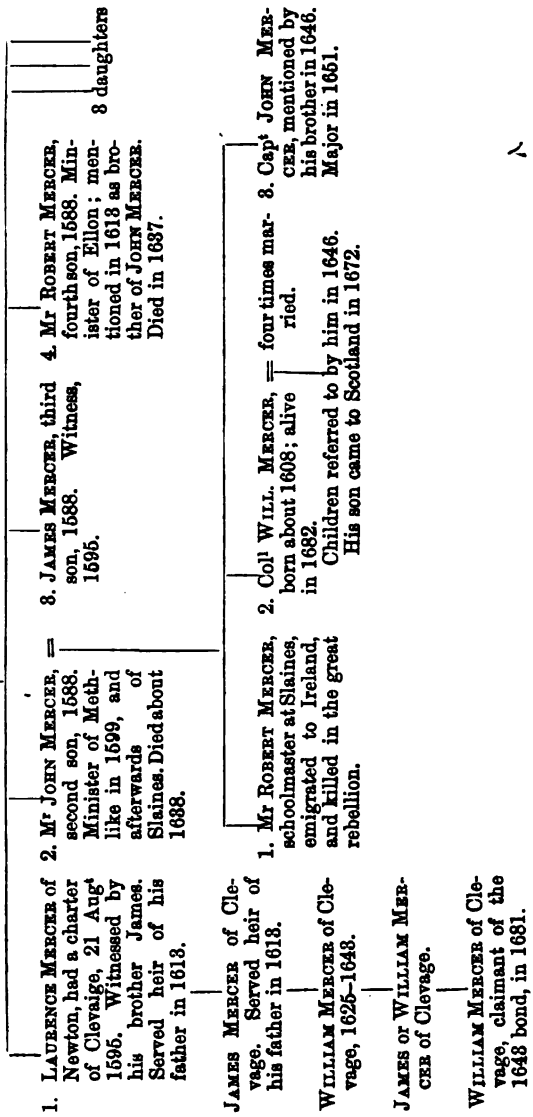 1. LAURENCE MERCER of
Newton, had a charter
of Clevaige, 21 Augt
1595. Witnessed by
his brother James.
Served heir of his
father in 1613.
2. Mr JOHN MERCER, =
second son, 1588.
Minister of Meth-
like in 1599, and
afterwards of
Slaines. Died about
1638.
3. JAMES MERCER, third
son, 1588. Witness,
1595.
4. Mr ROBERT MERCER,
fourth son, 1588. Min-
ister of Ellon; men-
tioned in 1613 as bro-
ther of JOHN MERCER.
Died in 1637.
3 daughters
JAMES MERCER of Cle-
vage. Served heir of
his father in 1613.
WILLIAM MERCER of Cle-
vage, 1625–1643.
JAMES or WILLIAM MER-
CER of Clevage.
WILLIAM MERCER of Cle-
vage, claimant of the
1643 bond, in 1681.
1. Mr ROBERT MERCER,
schoolmaster at Slaines,
emigrated to Ireland,
and killed in the great
rebellion.
2. Coll WILL. MERCER, = four times mar-
born about 1608; alive ried.
in 1682.
Children referred to by him in 1646.
His son came to Scotland in 1672.
3. Capt JOHN MER-
CER, mentioned by
his brother in 1646.
Major in 1651.